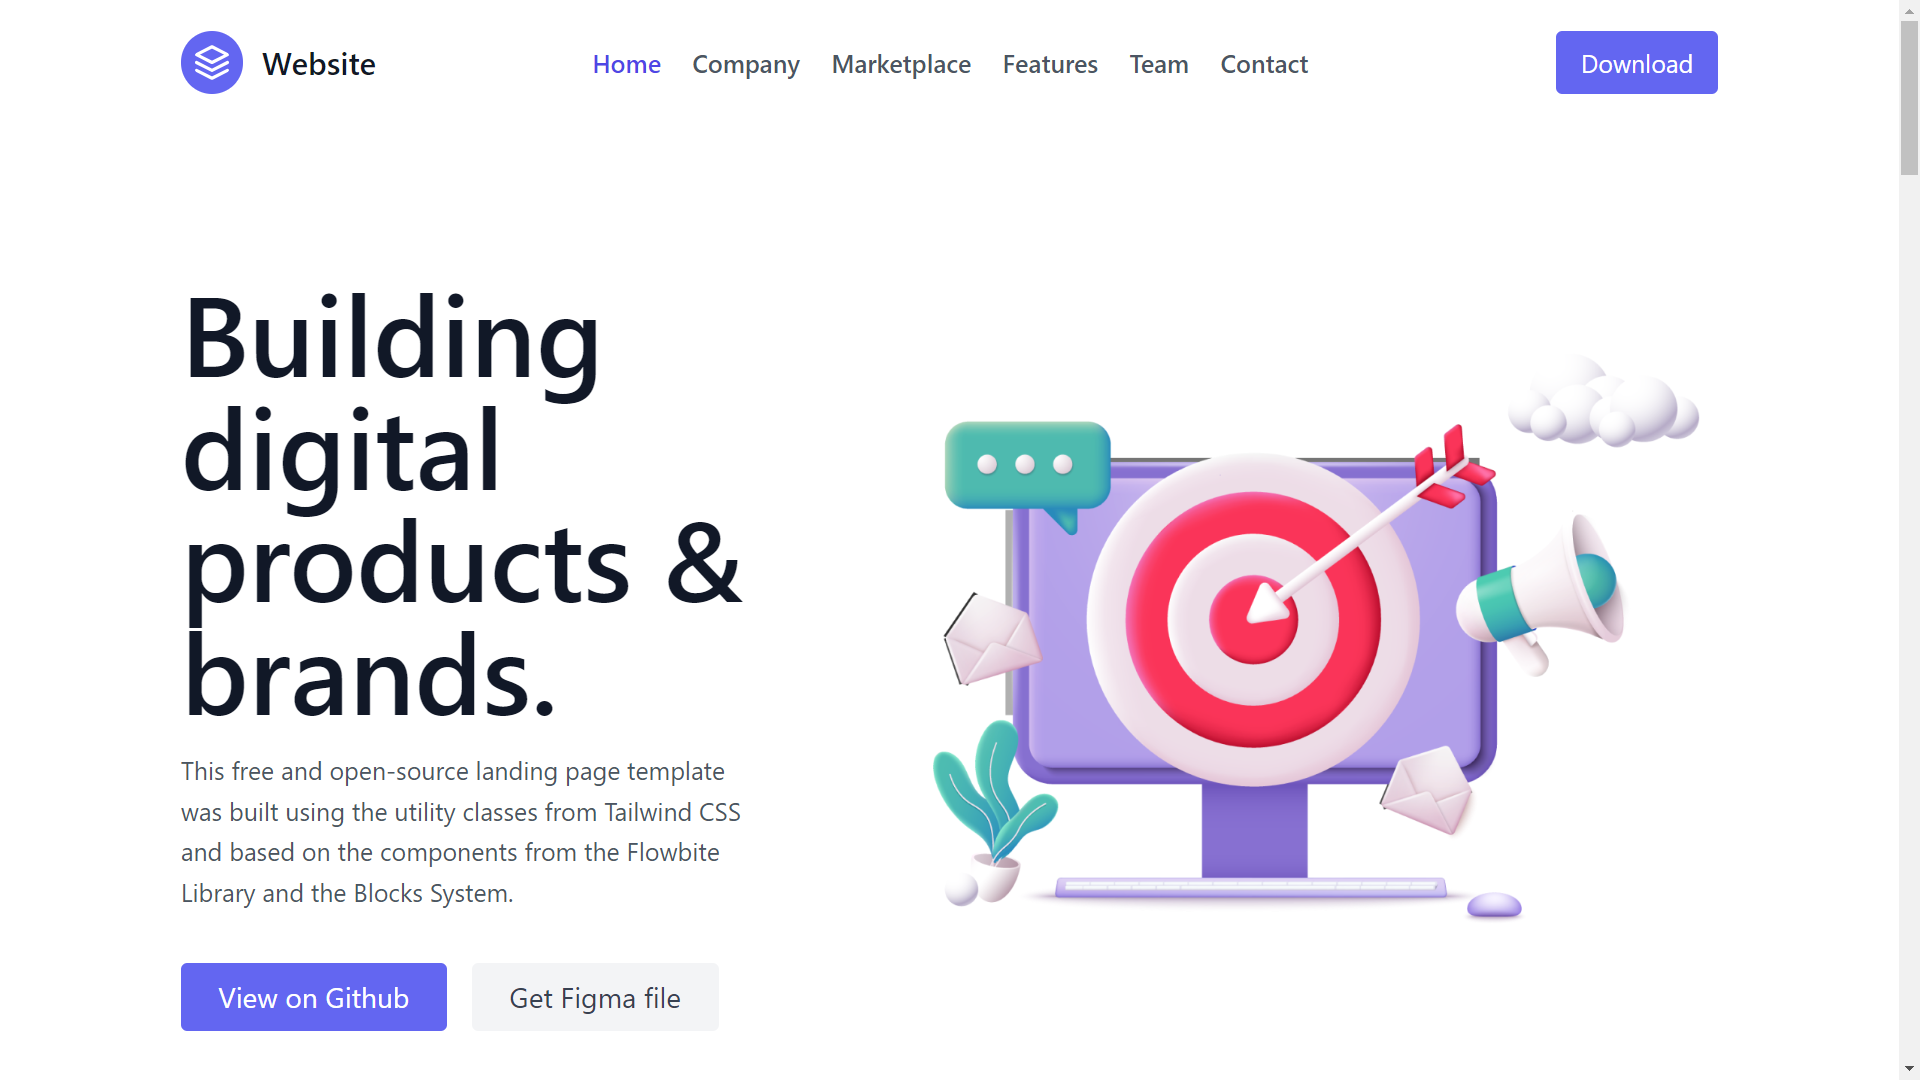 Website
Home
Company
Marketplace
Features
Team
Contact
Download
Building
digital
products &
brands.
This free and open-source landing page template
was built using the utility classes from Tailwind CSS
and based on the components from the Flowbite
Library and the Blocks System.
View on Github
Get Figma file